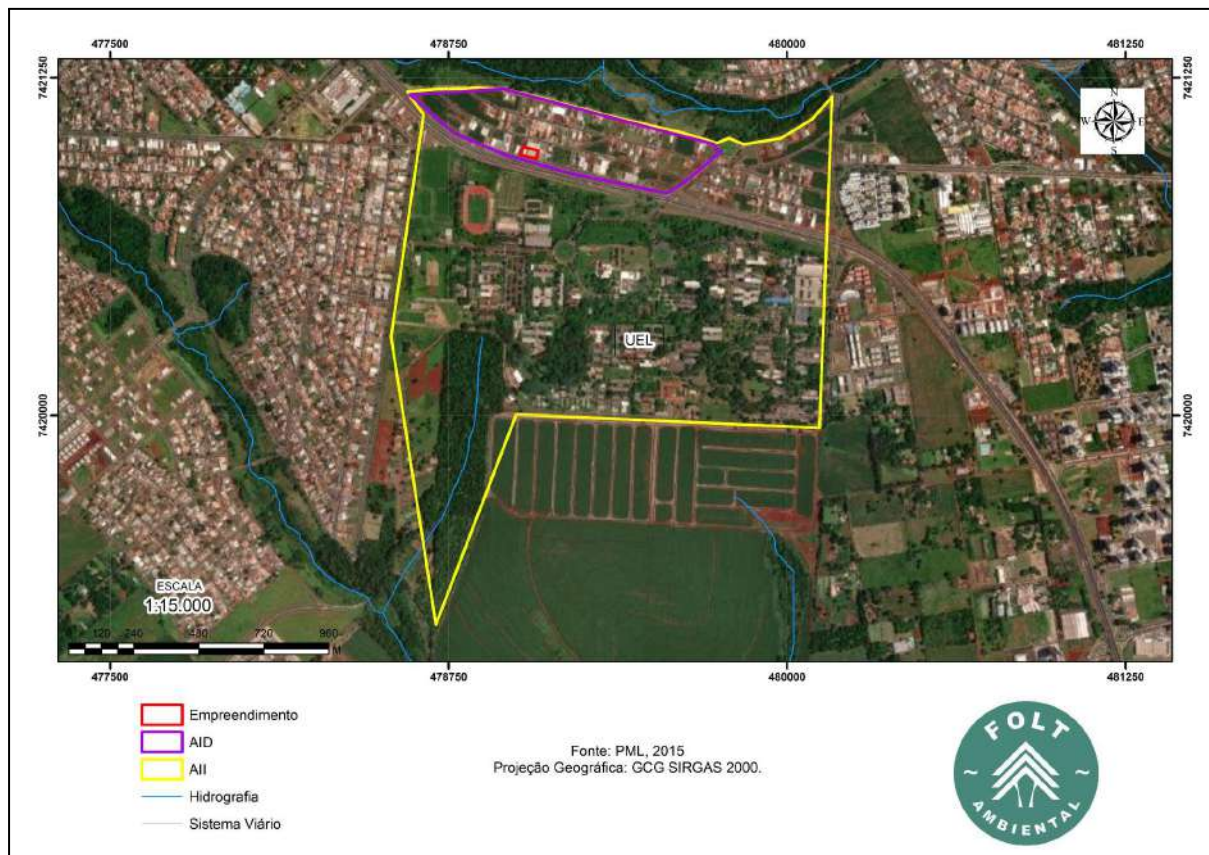 477500 478750 480000 481250
7421250 7421250
N
W E
S
UEL
7420000 7420000
ESCALA
1:15.000
0 120 240 480 720 960
M
477500 478750 480000 481250
Empreendimento
AID
AII
Hidrografia
Sistema Viário
Fonte: PML, 2015
Projeção Geográfica: GCG SIRGAS 2000.
FOLT
~ ~
AMBIENTAL